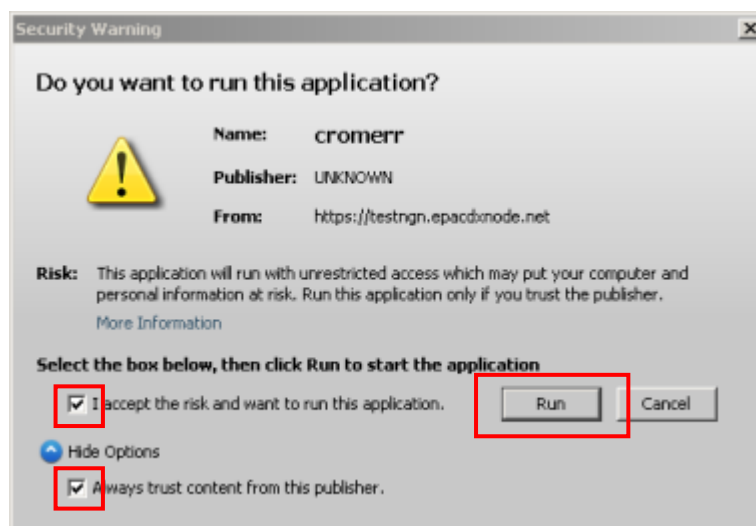 Security Warning
Do you want to run this application?
Name: cromerr
Publisher: UNKNOWN
From: https://testngn.epacdxnode.net
Risk: This application will run with unrestricted access which may put your computer and
personal information at risk. Run this application only if you trust the publisher.
More Information
Select the box below, then click Run to start the application
I accept the risk and want to run this application.
Run
Cancel
Hide Options
Always trust content from this publisher.